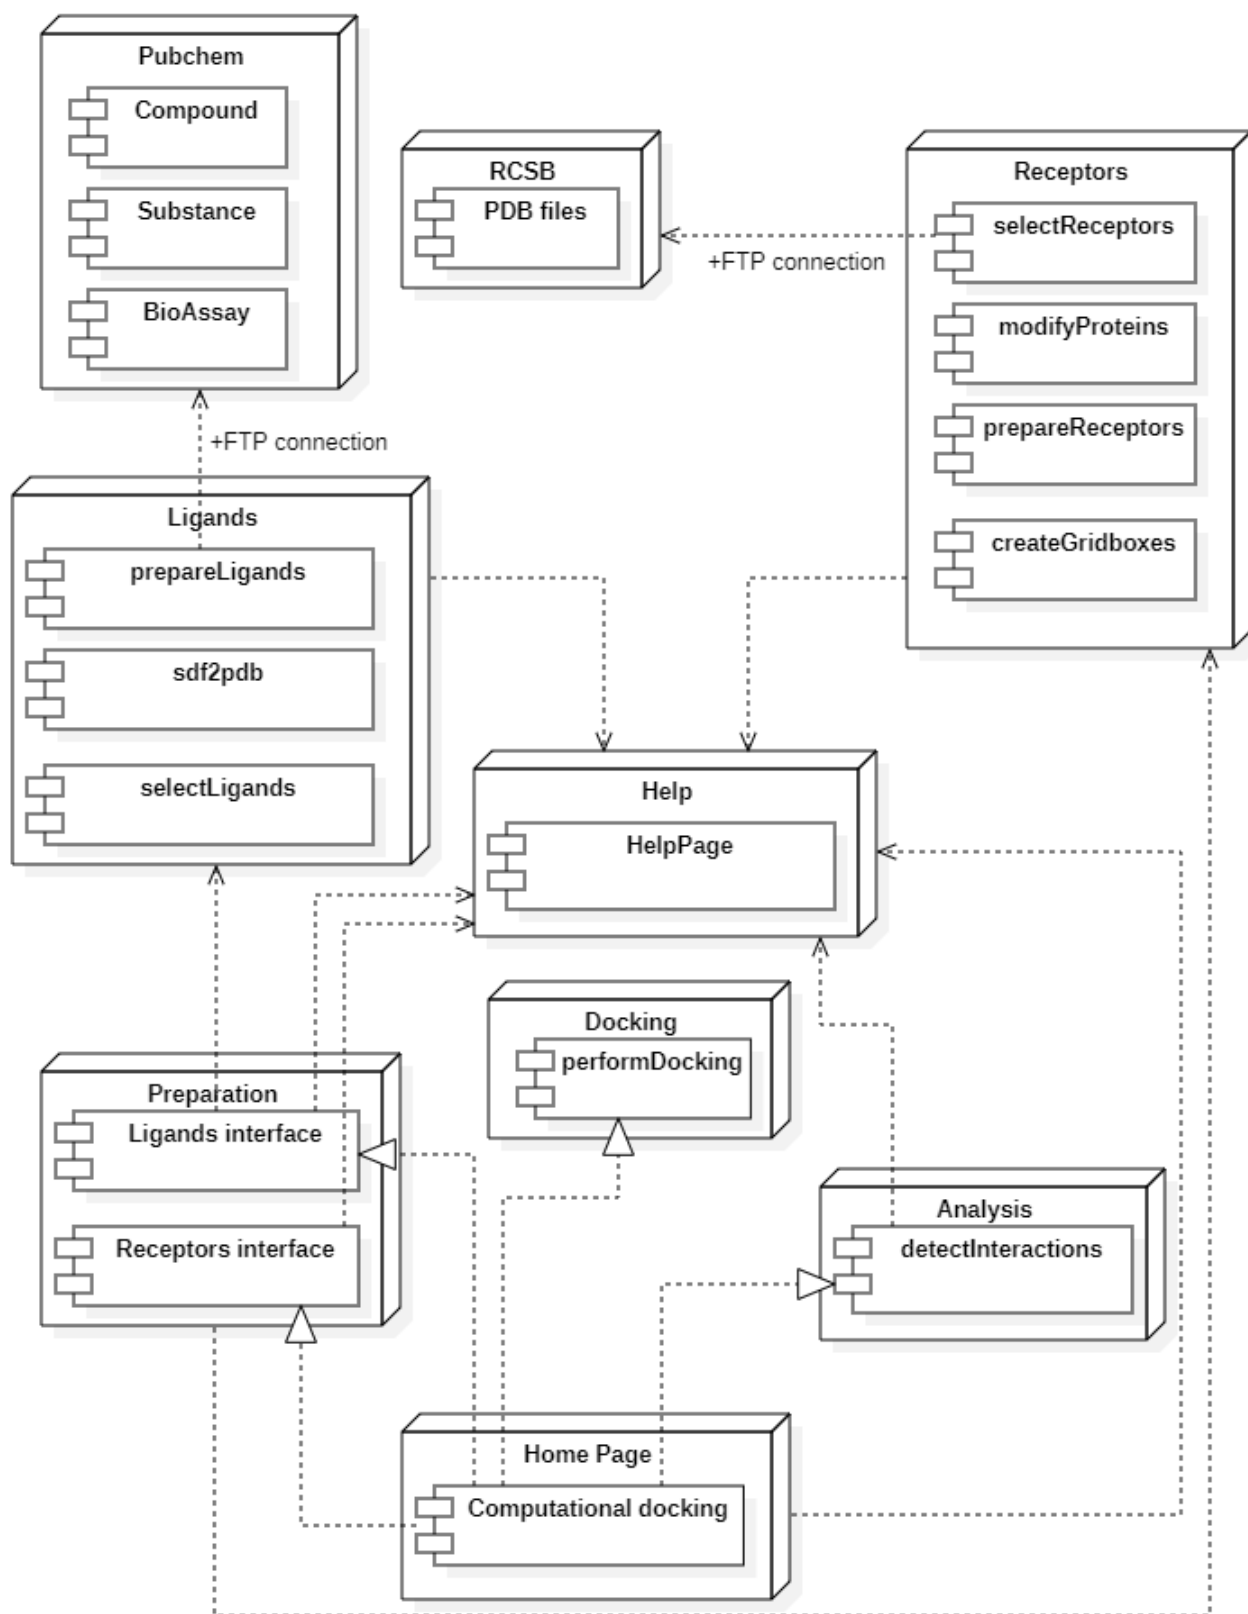 Pubchem
Compound
Substance
BioAssay
RCSB
PDB files
Receptors
selectReceptors
modifyProteins
prepareReceptors
createGridboxes
+FTP connection
+FTP connection
Ligands
prepareLigands
sdf2pdb
selectLigands
Help
HelpPage
Docking
performDocking
Preparation
Ligands interface
Receptors interface
Analysis
detectInteractions
Home Page
Computational docking